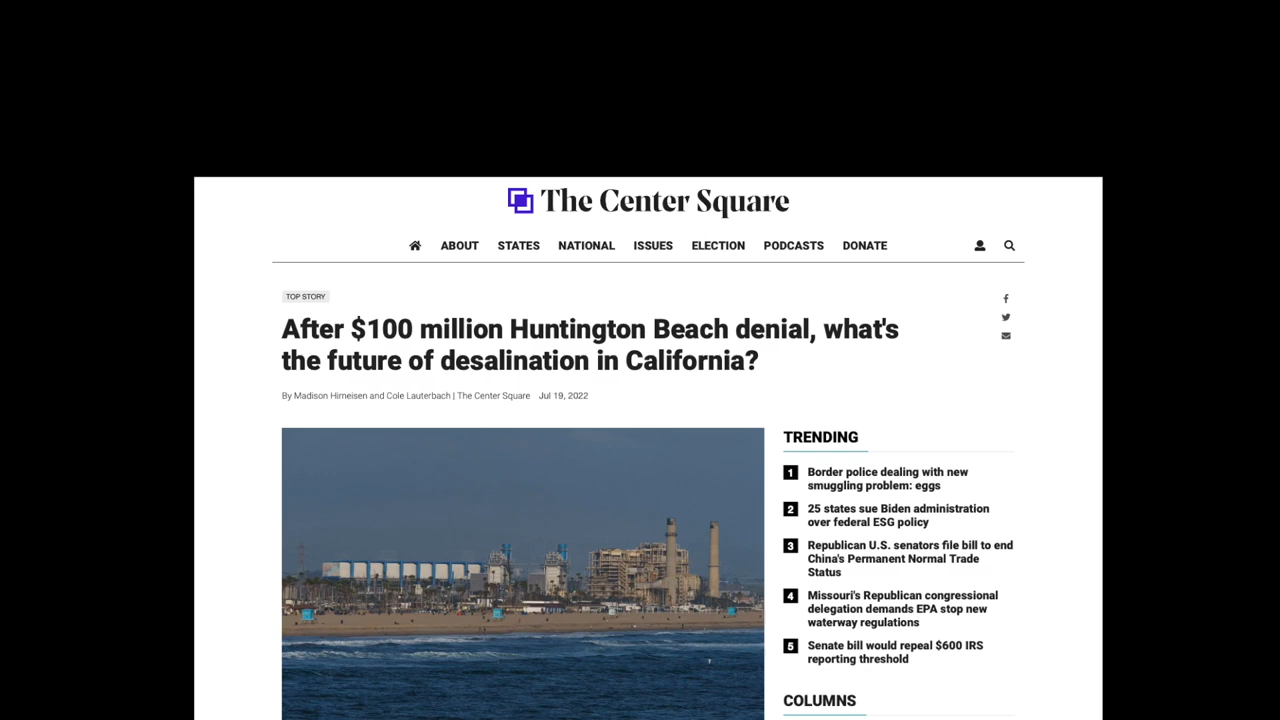 The Center Square
ABOUT STATES NATIONAL ISSUES ELECTION PODCASTS DONATE
TOP STORY
After $100 million Huntington Beach denial, what's
the future of desalination in California?
By Madison Hirneisen and Cole Lauterbach | The Center Square Jul 19, 2022
TRENDING
1 Border police dealing with new
smuggling problem: eggs
2 25 states sue Biden administration
over federal ESG policy
3 Republican U.S. senators file bill to end
China's Permanent Normal Trade
Status
4 Missouri's Republican congressional
delegation demands EPA stop new
waterway regulations
5 Senate bill would repeal $600 IRS
reporting threshold
COLUMNS